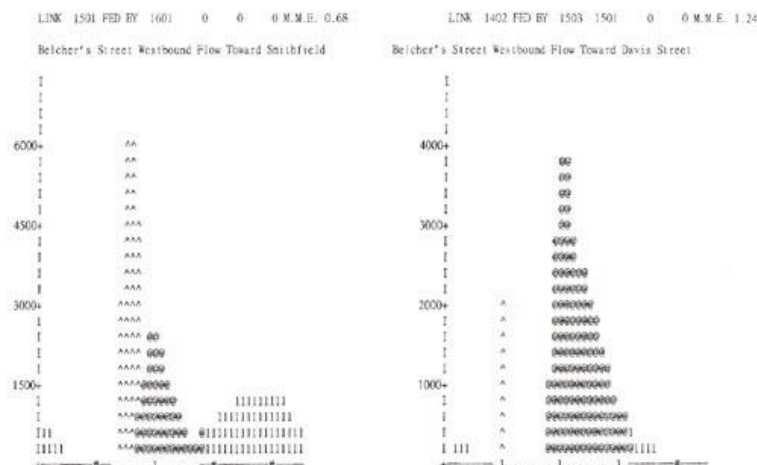 LINK 1501 FED BY 1601 0 0 0 M.M.E. 0.68
Belcher's Street Westbound Flow Toward Smithfield
6000+
4500+
3000+
1500+
LINK 1402 FED BY 1503 1501 0 0 M.M.E. 1.24
Belcher's Street Westbound Flow Toward Davis Street
4000+
3000+
2000+
1000+